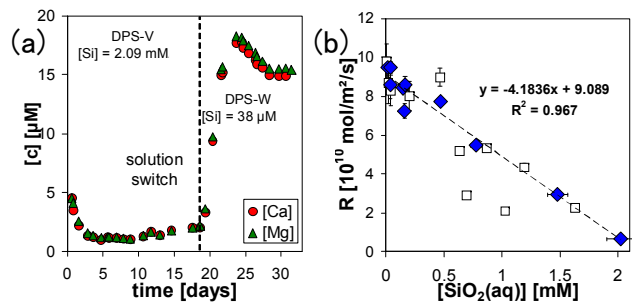 (a)
DPS-V
[Si] = 2.09 mM
DPS-W
[Si] = 38 µM
solution
switch
[Ca]
[Mg]
[c] [µM]
20
15
10
5
0
0 5 10 15 20 25 30
time [days]
(b)
y = -4.1836x + 9.089
R² = 0.967
R [10¹⁰ mol/m²/s]
12
10
8
6
4
2
0
0 0.5 1 1.5 2
[SiO₂(aq)] [mM]